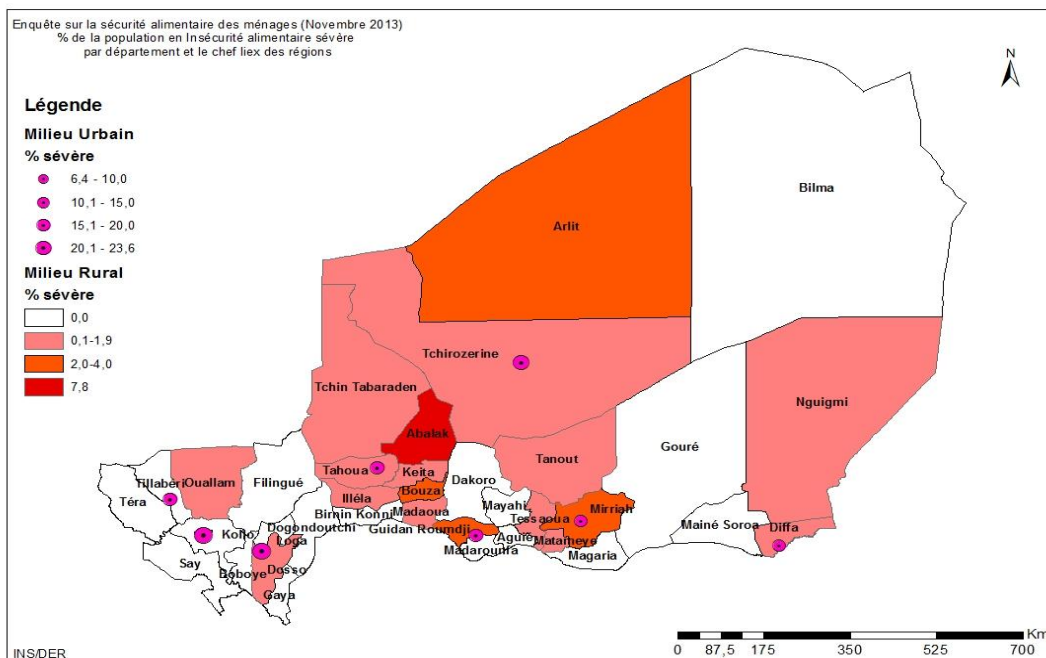 Enquête sur la sécurité alimentaire des ménages (Novembre 2013)
% de la population en Insécurité alimentaire sévère
par département et le chef liex des régions
N
Légende
Milieu Urbain
% sévère
6,4 - 10,0
10,1 - 15,0
15,1 - 20,0
20,1 - 23,6
Milieu Rural
% sévère
0,0
0,1-1,9
2,0-4,0
7,8
Bilma
Arlit
Tchirozerine
Tchin Tabaraden
Nguigmi
Abalak
Gouré
Tanout
Tahoua
Keita
Dakoro
Tillabéri
Ouallam
Filingué
Téra
Illéla
Bouza
Mayahi
Mirriah
Birnin Konni
Madaoua
Tessaoua
Mainé Soroa
Diffa
Dogondoutchi
Guidan Roumdji
Kollo
Loga
Aguié
Matameye
Madarounfa
Magaria
Say
Boboye
Dosso
Gaya
Km
0 87,5 175 350 525 700
INS/DER